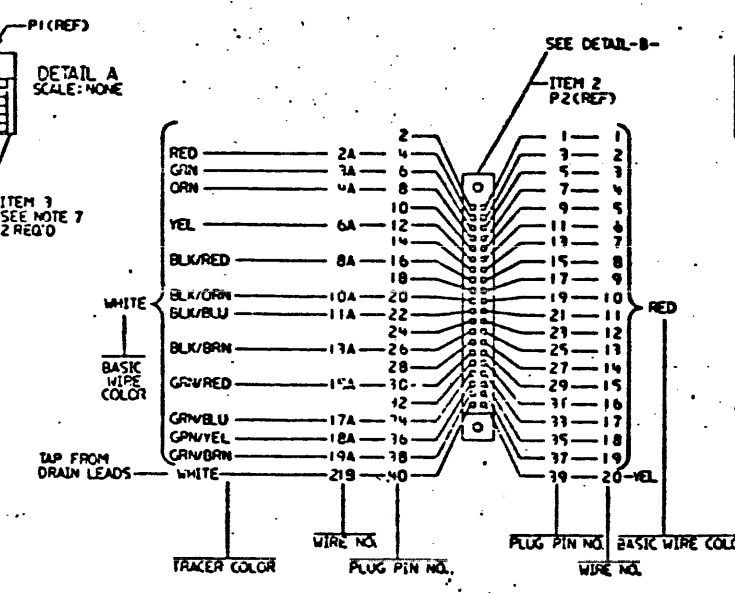 P1(REF)
DETAIL A
SCALE: NONE
SEE DETAIL-B-
ITEM 2
P2(REF)
ITEM 3
SEE NOTE 7
2 REQ'D
2 1 1
RED 2A 4 3 2
GRN 3A 6 5 3
ORN 4A 8 7 4
10 9 5
YEL 6A 12 11 6
14 13 7
BLK/RED 8A 16 15 8
18 17 9
BLK/ORN 10A 20 19 10
WHITE RED
BLK/BLU 11A 22 21 11
24 23 12
BLK/BRN 13A 26 25 13
BASIC
WIRE
COLOR
28 27 14
GRN/RED 15A 30 29 15
32 31 16
GRN/BLU 17A 34 33 17
GRN/YEL 18A 36 35 18
GRN/BRN 19A 38 37 19
TAP FROM
DRAIN LEADS WHITE 21B 40 39 20 YEL
WIRE NO. PLUG PIN NO. BASIC WIRE COLO
TRACER COLOR PLUG PIN NO. WIRE NO.